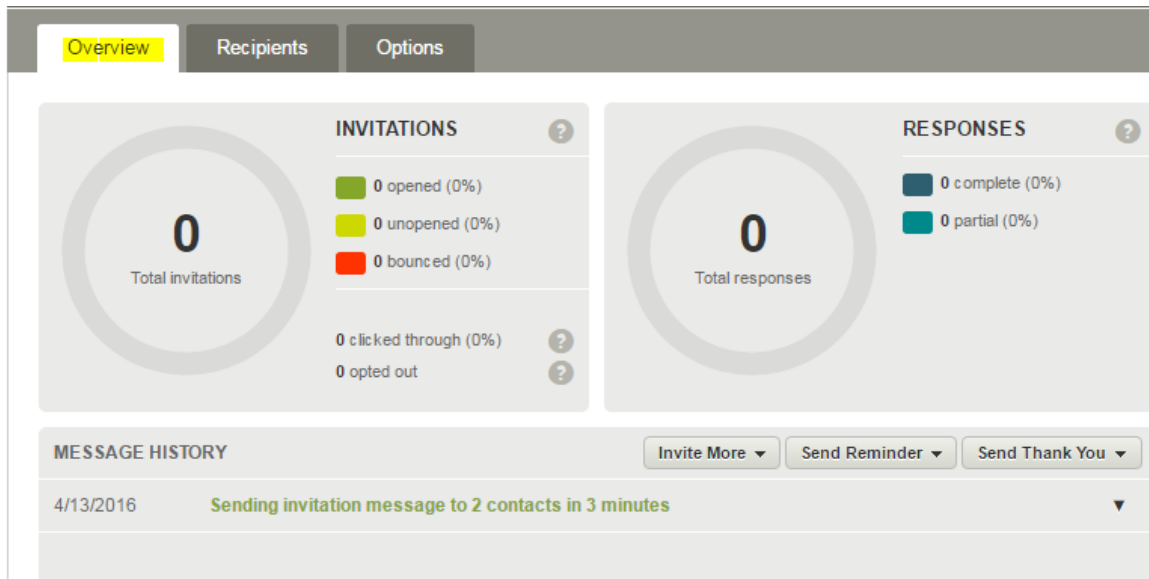 Overview Recipients Options
INVITATIONS ?
0 opened (0%)
0 unopened (0%)
0 bounced (0%)
0
Total invitations
0 clicked through (0%) ?
0 opted out ?
RESPONSES ?
0 complete (0%)
0 partial (0%)
0
Total responses
MESSAGE HISTORY Invite More Send Reminder Send Thank You
4/13/2016 Sending invitation message to 2 contacts in 3 minutes